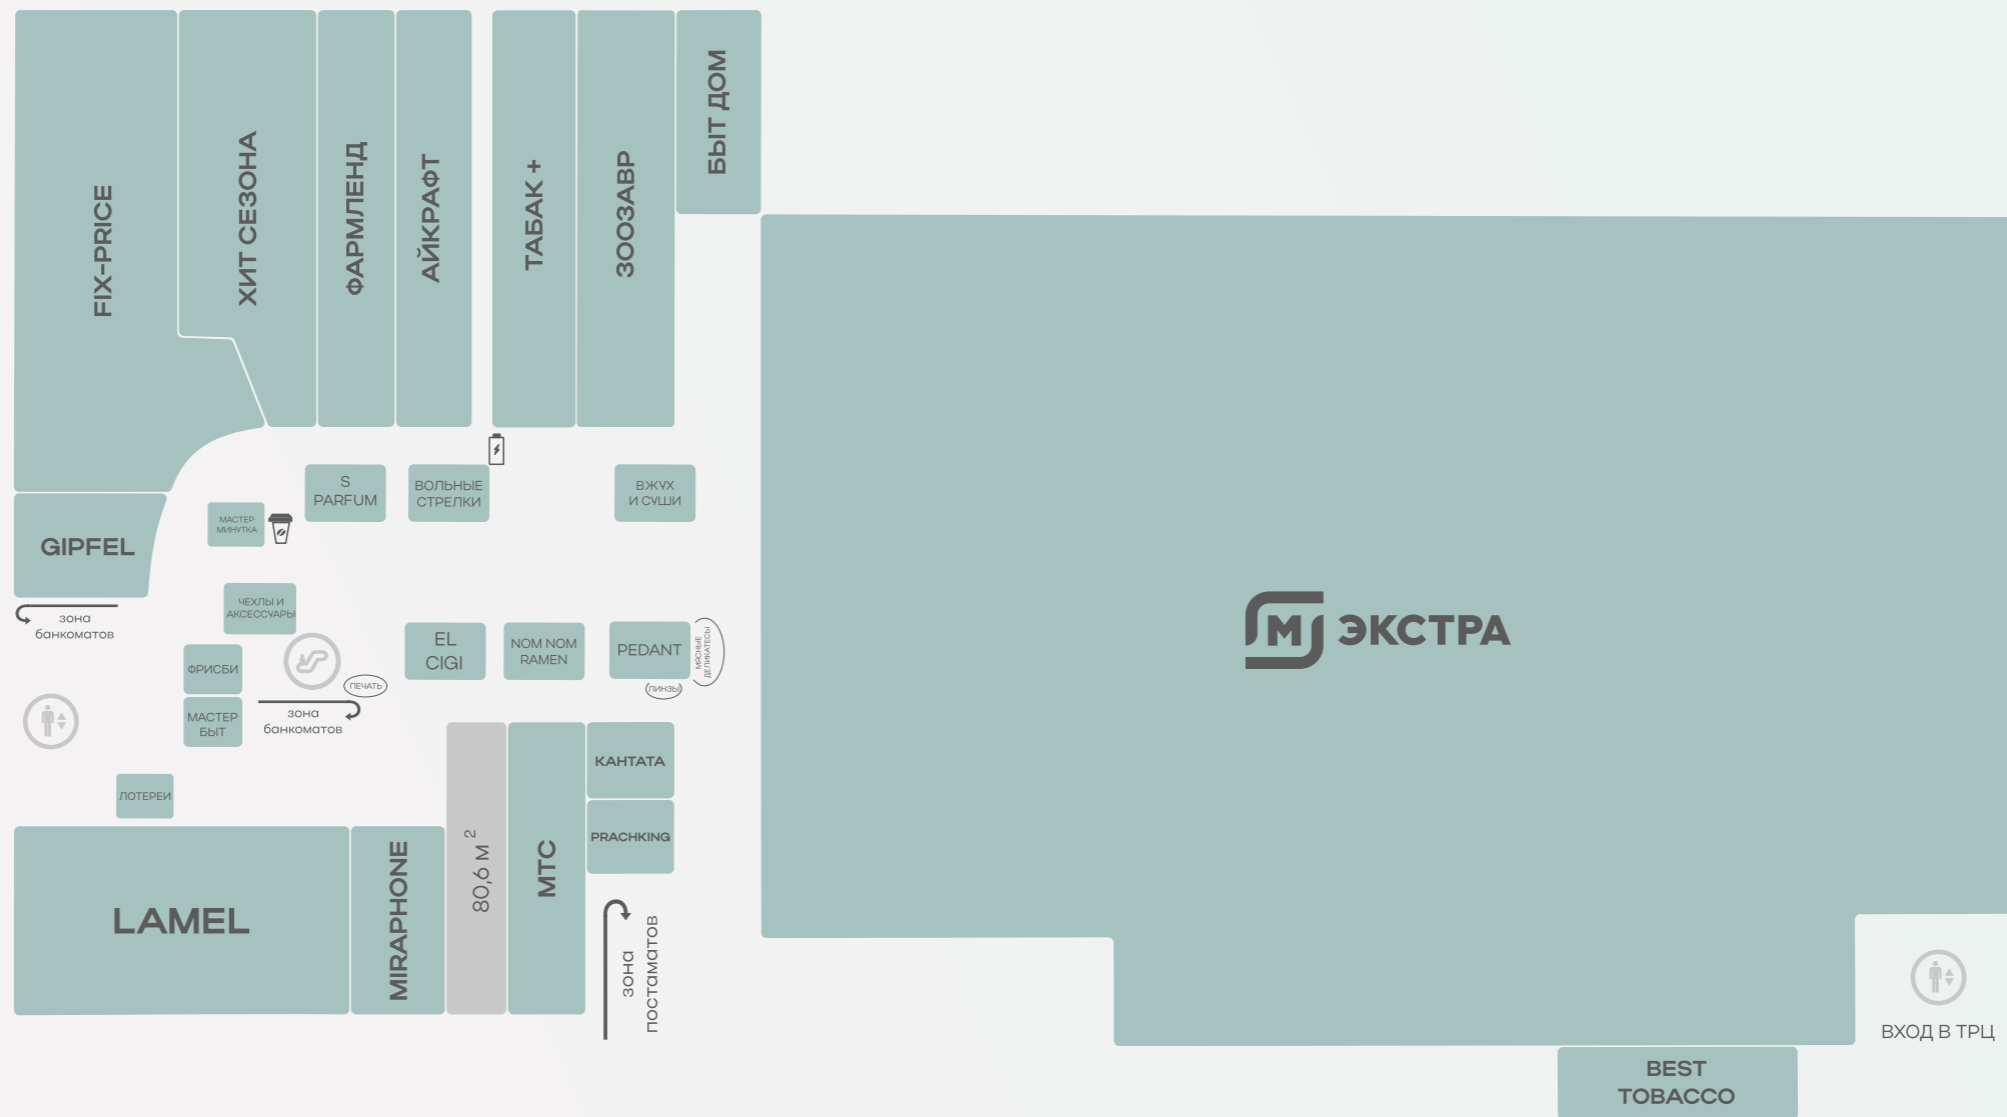 FIX-PRICE
ХИТ СЕЗОНА
ФАРМЛЕНД
АЙКРАФТ
ТАБАК +
ЗООЗАВР
БЫТ ДОМ
S
PARFUM
ВОЛЬНЫЕ
СТРЕЛКИ
ВЖУХ
И СУШИ
МАСТЕР
МИНУТКА
GIPFEL
зона
банкоматов
ЧЕХЛЫ И
АКСЕССУАРЫ
ФРИСБИ
МАСТЕР
БЫТ
ПЕЧАТЬ
зона
банкоматов
EL
CIGI
NOM NOM
RAMEN
PEDANT
МЯСНЫЕ
ДЕЛИКАТЕСЫ
ЛИНЗЫ
М ЭКСТРА
ЛОТЕРЕИ
LAMEL
MIRAPHONE
80,6 м 2
МТС
КАНТАТА
PRACHKING
зона
постаматов
ВХОД В ТРЦ
BEST
TOBACCO